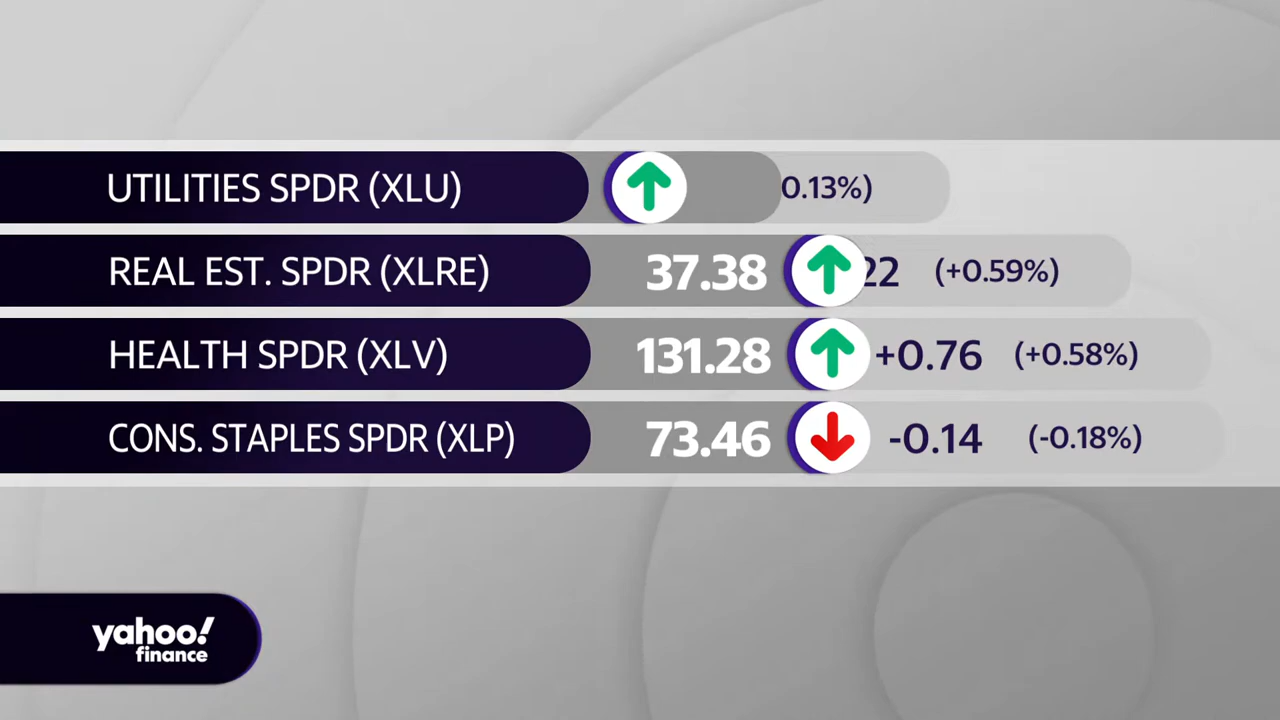 UTILITIES SPDR (XLU) 0.13%)
REAL EST. SPDR (XLRE) 37.38 22 (+0.59%)
HEALTH SPDR (XLV) 131.28 +0.76 (+0.58%)
CONS. STAPLES SPDR (XLP) 73.46 -0.14 (-0.18%)
yahoo!
finance